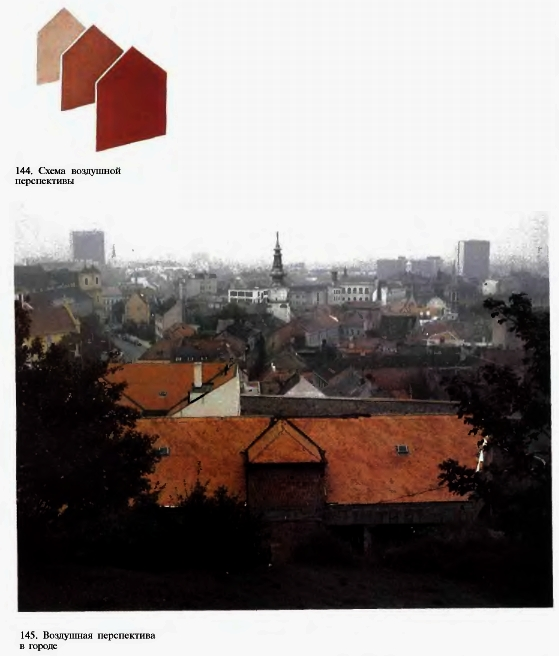 144. Схема воздушной
перспективы
145. Воздушная перспектива
в городе